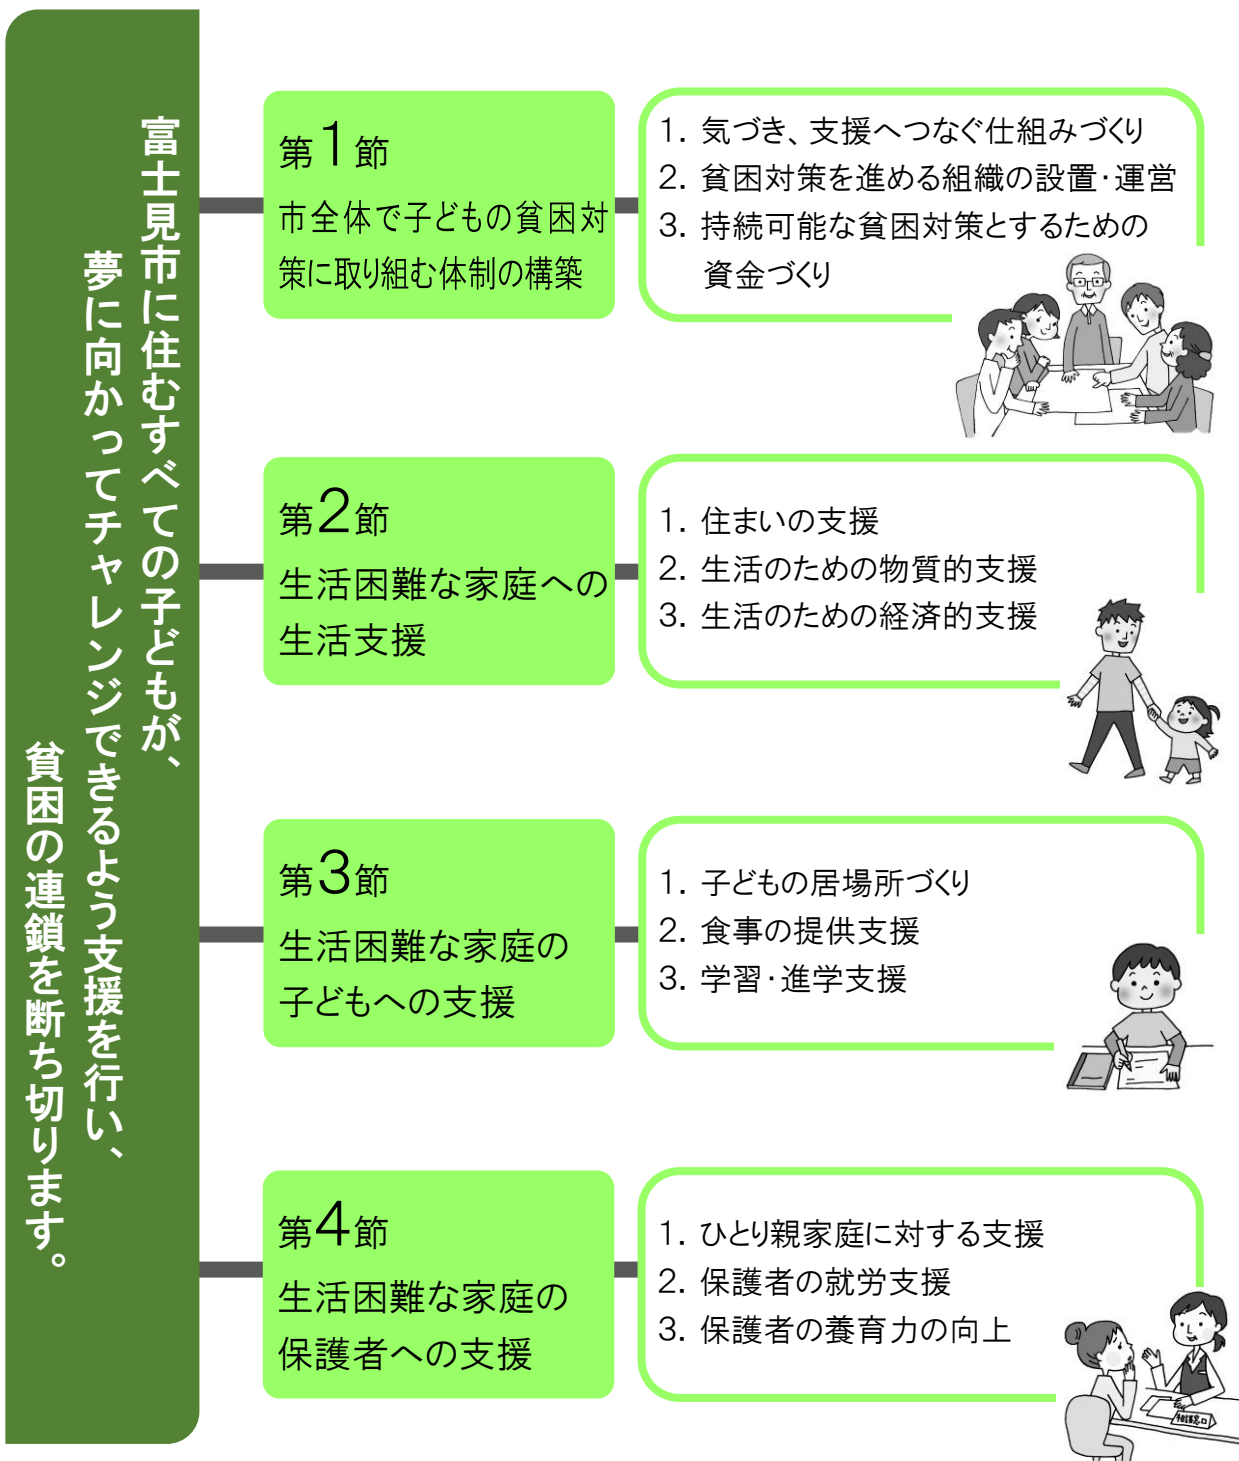 富士見市に住むすべての子どもが、
夢に向かってチャレンジできるよう支援を行い、
貧困の連鎖を断ち切ります。
第1節
市全体で子どもの貧困対
策に取り組む体制の構築
1. 気づき、支援へつなぐ仕組みづくり
2. 貧困対策を進める組織の設置・運営
3. 持続可能な貧困対策とするための
資金づくり
第2節
生活困難な家庭への
生活支援
1. 住まいの支援
2. 生活のための物質的支援
3. 生活のための経済的支援
第3節
生活困難な家庭の
子どもへの支援
1. 子どもの居場所づくり
2. 食事の提供支援
3. 学習・進学支援
第4節
生活困難な家庭の
保護者への支援
1. ひとり親家庭に対する支援
2. 保護者の就労支援
3. 保護者の養育力の向上
相談窓口